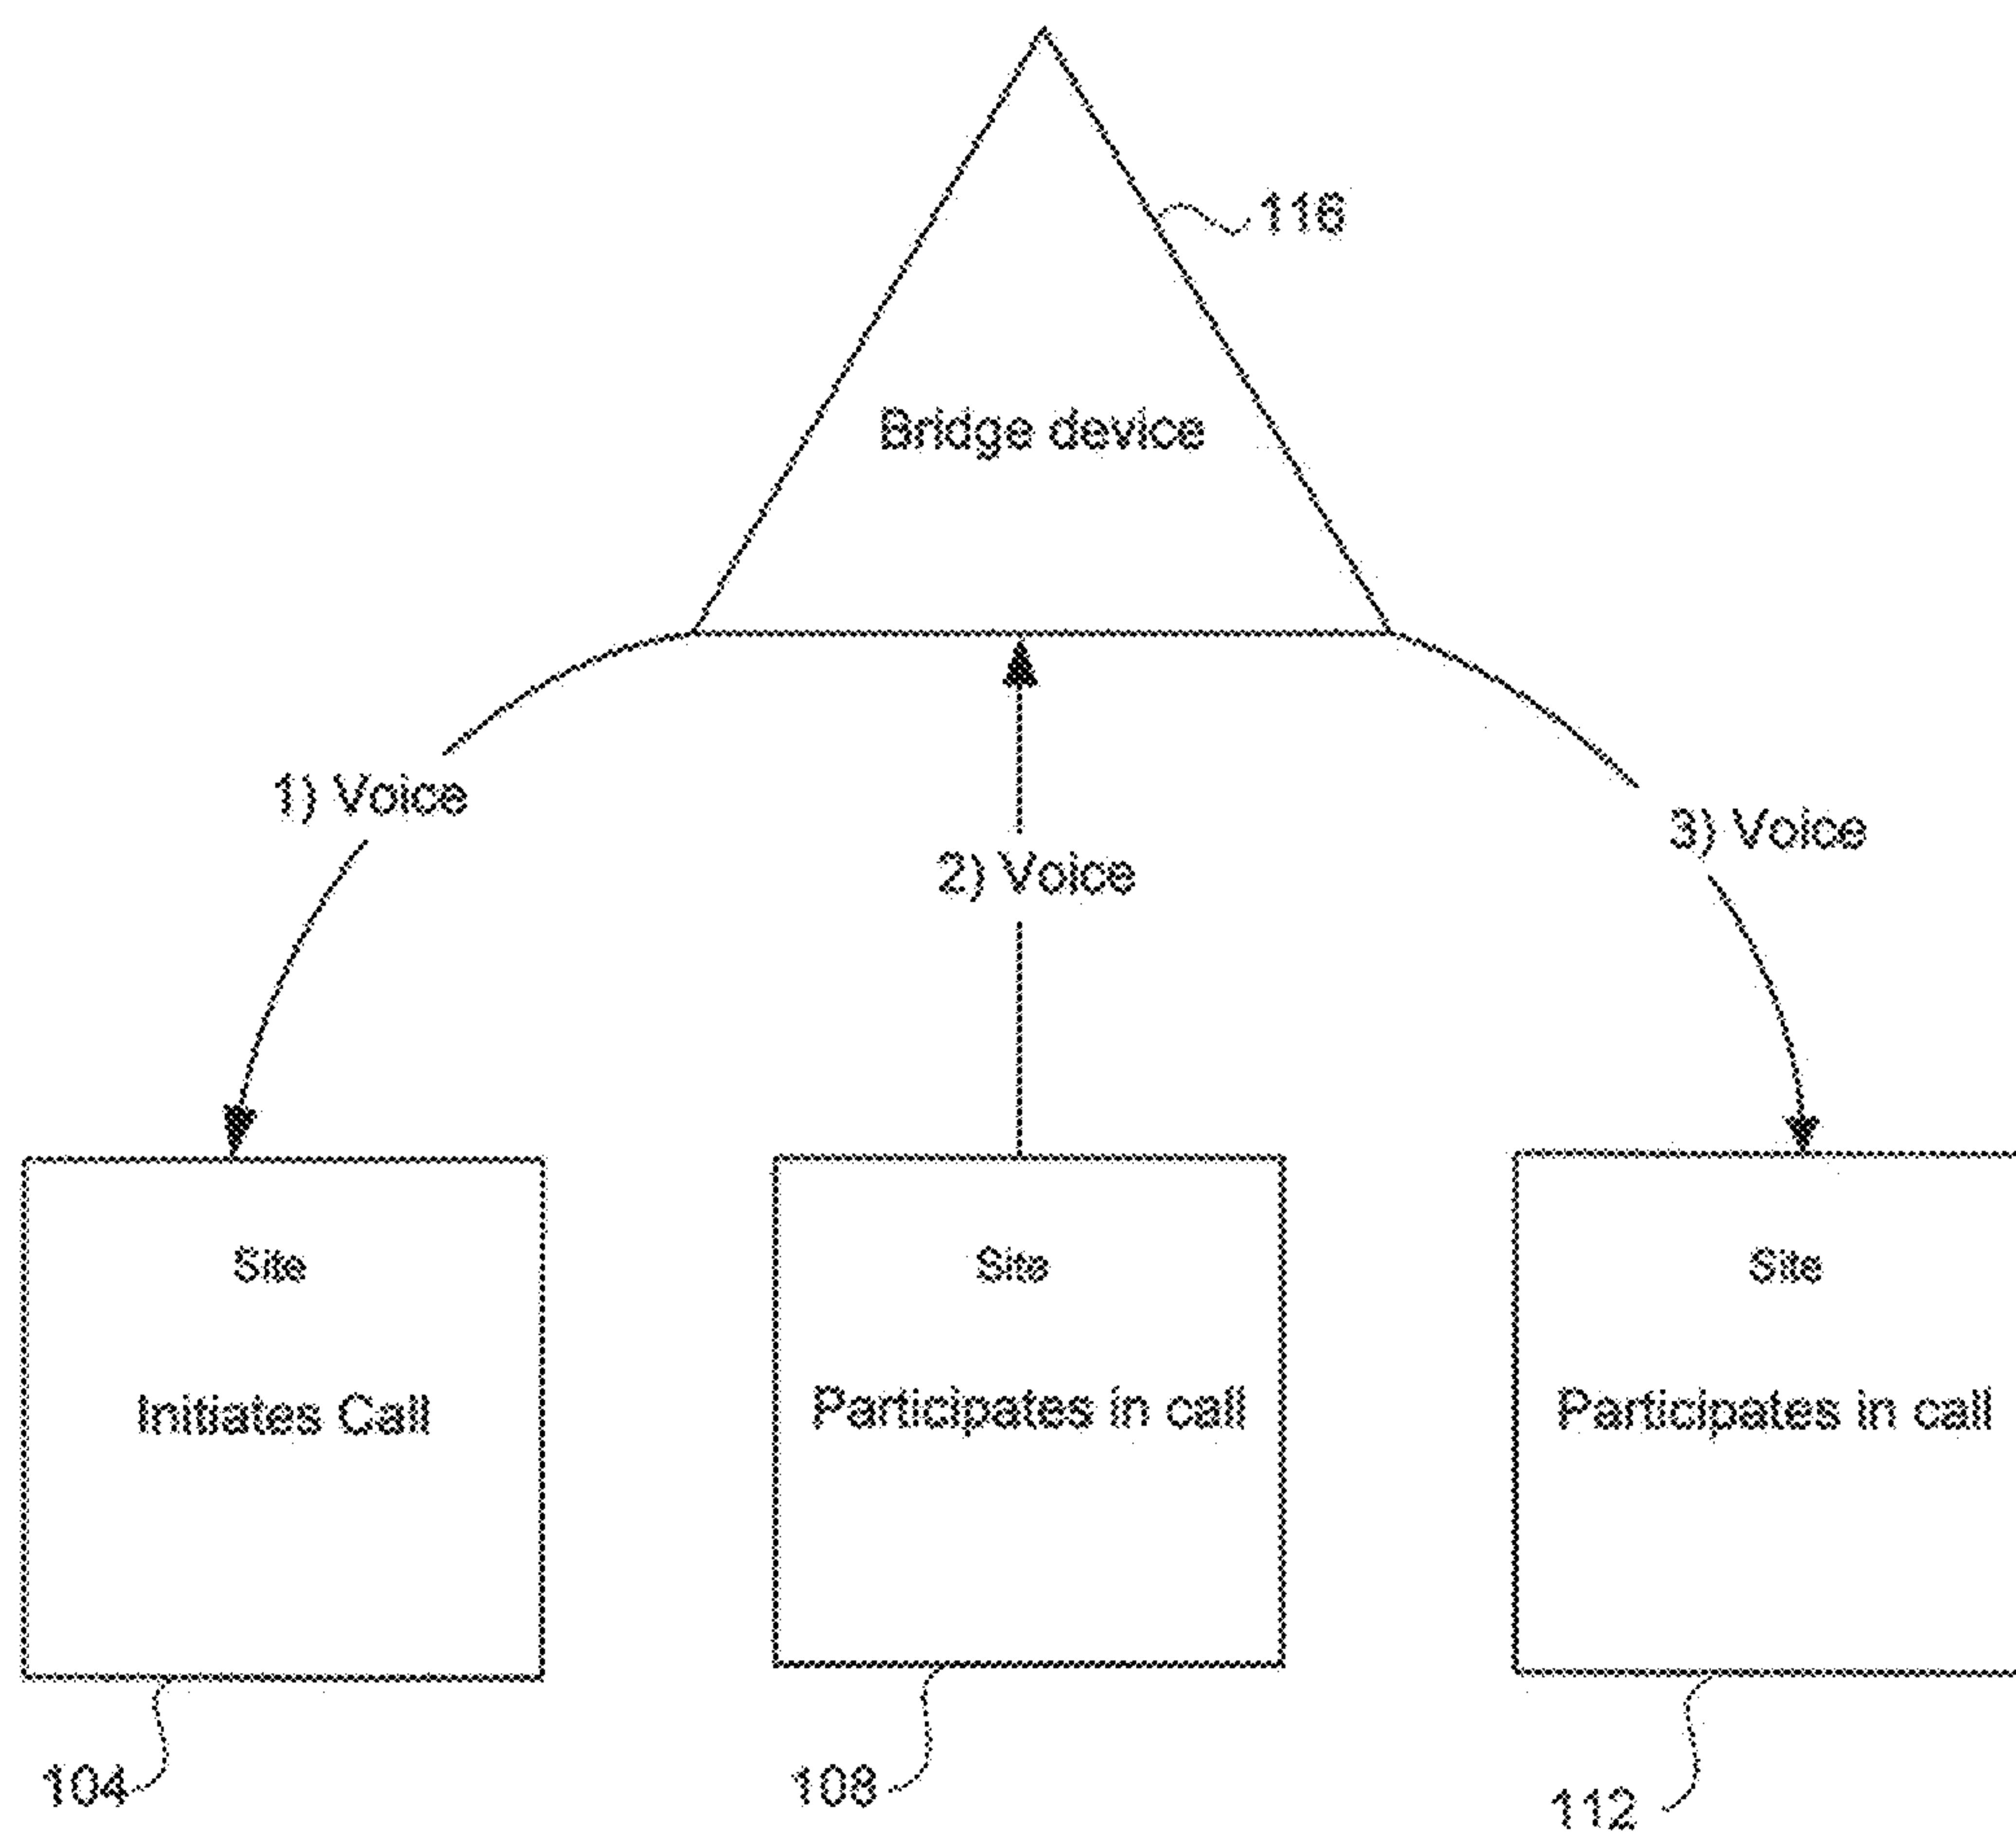 116
Bridge device
1) Voice
3) Voice
2) Voice
Site
Initiates Call
Site
Participates in call
Site
Participates in call
104
108
112